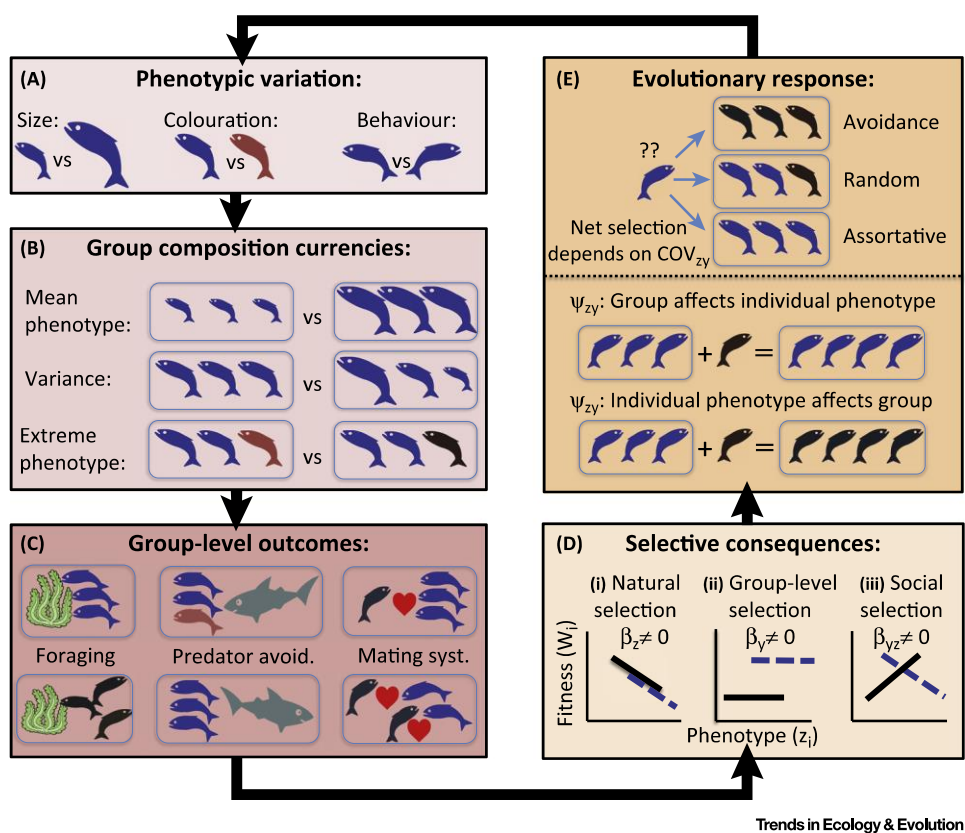 (A) Phenotypic variation:
Size: Colouration: Behaviour:
vs vs vs
(B) Group composition currencies:
Mean
phenotype:
vs
Variance:
vs
Extreme
phenotype:
vs
(C) Group-level outcomes:
Foraging Predator avoid. Mating syst.
(E) Evolutionary response:
Avoidance
??
Random
Assortative
Net selection
depends on COVzy
ψzy: Group affects individual phenotype
+ =
ψzy: Individual phenotype affects group
+ =
(D) Selective consequences:
(i) Natural
selection
βz ≠ 0
(ii) Group-level
selection
βy ≠ 0
(iii) Social
selection
βyz ≠ 0
Fitness (Wi)
Phenotype (zi)
Trends in Ecology & Evolution